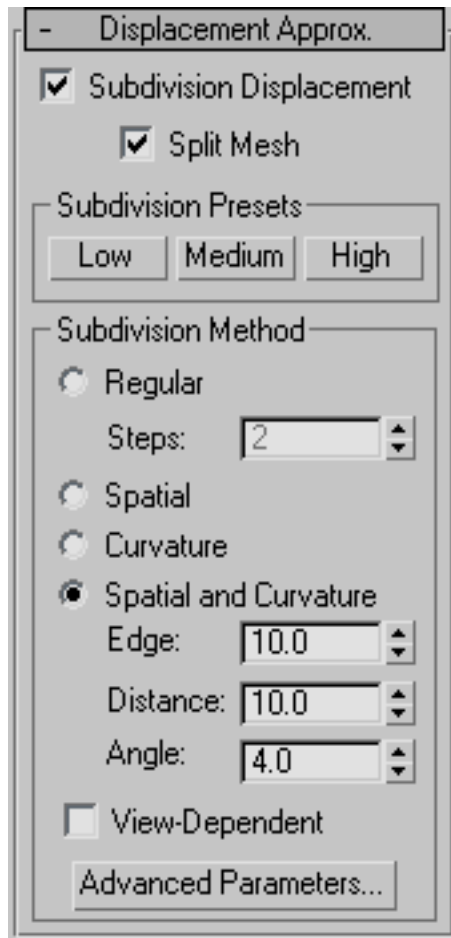 - Displacement Approx.
Subdivision Displacement
Split Mesh
Subdivision Presets
Low Medium High
Subdivision Method
Regular
Steps: 2
Spatial
Curvature
Spatial and Curvature
Edge: 10.0
Distance: 10.0
Angle: 4.0
View-Dependent
Advanced Parameters...